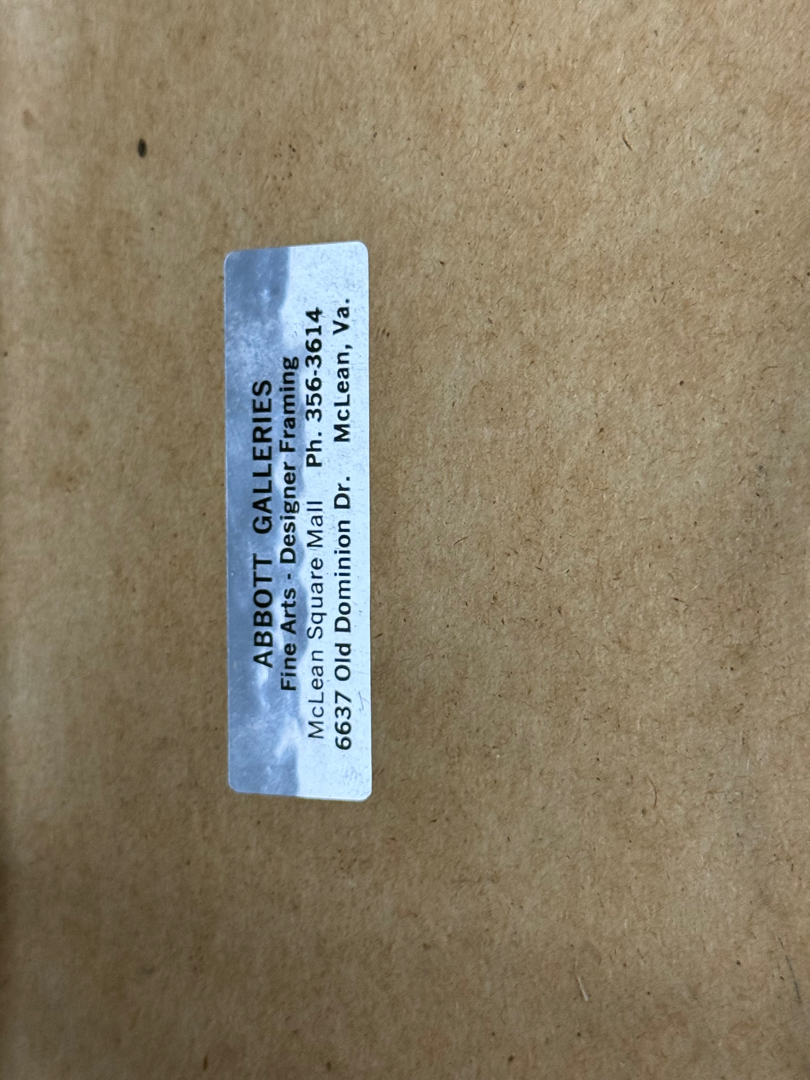 ABBOTT GALLERIES
Fine Arts - Designer Framing
McLean Square Mall Ph. 356-3614
6637 Old Dominion Dr. McLean, Va.